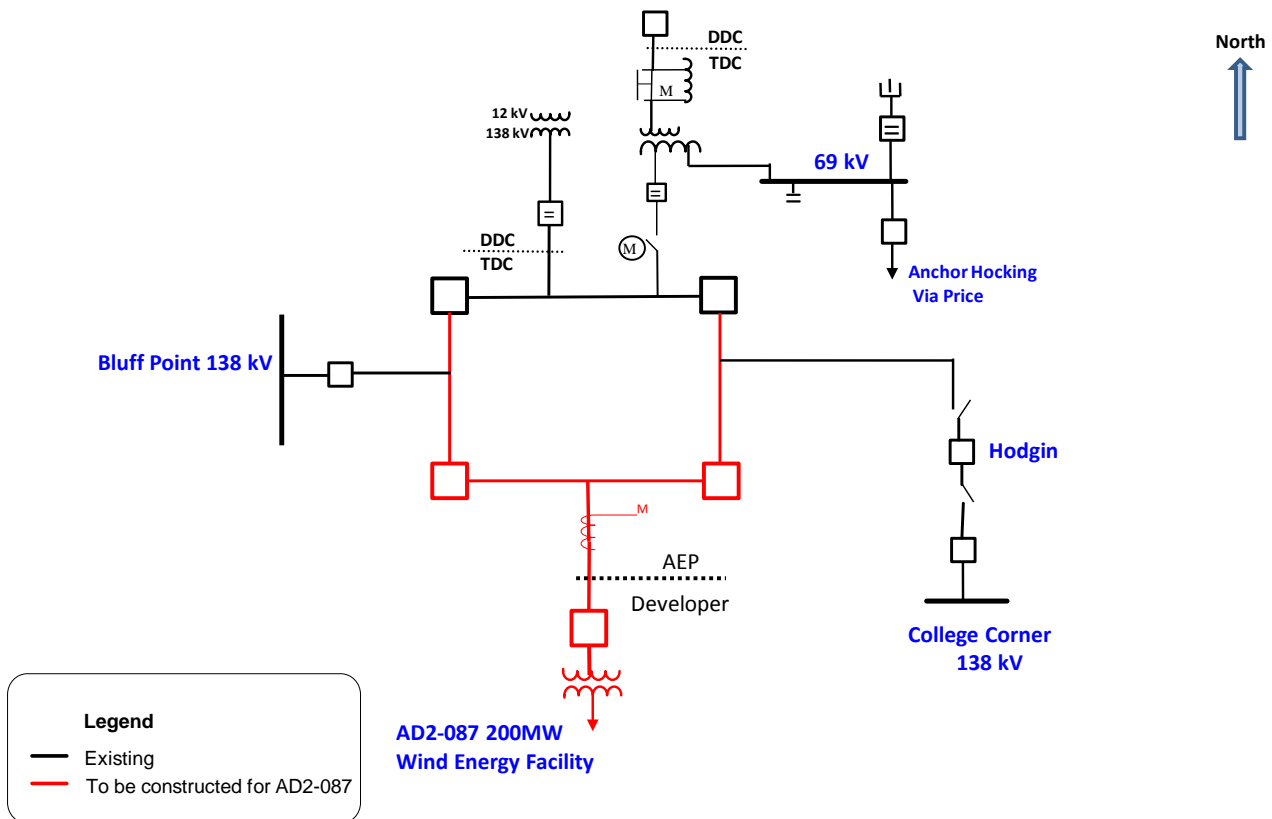 DDC
TDC
M
North
12 kV
138 kV
69 kV
DDC
TDC
M
Anchor Hocking
Via Price
Bluff Point 138 kV
Hodgin
M
AEP
Developer
College Corner
138 kV
AD2-087 200MW
Wind Energy Facility
Legend
Existing
To be constructed for AD2-087